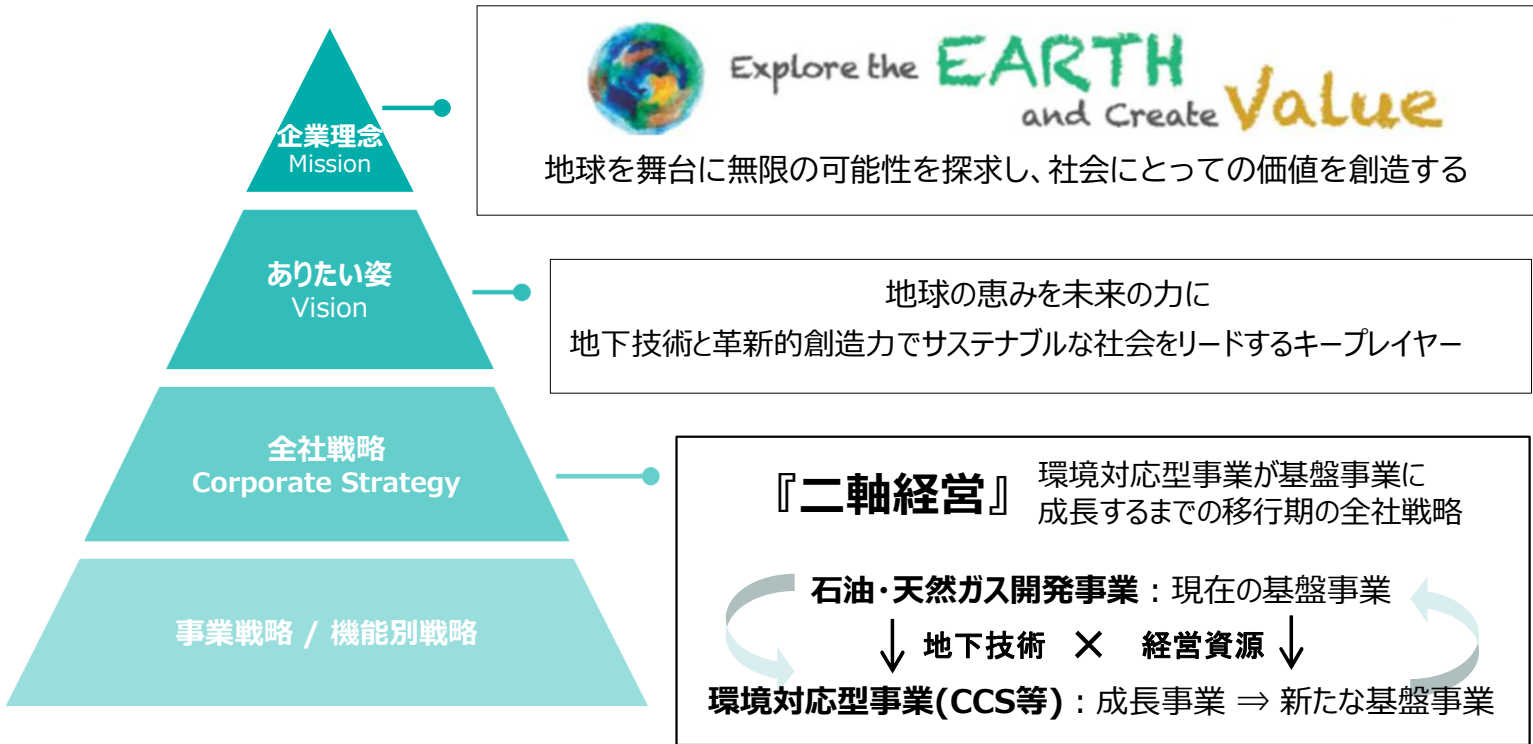 企業理念
Mission
Explore the EARTH
and Create Value
地球を舞台に無限の可能性を探求し、社会にとっての価値を創造する
ありたい姿
Vision
地球の恵みを未来の力に
地下技術と革新的創造力でサステナブルな社会をリードするキープレイヤー
全社戦略
Corporate Strategy
『二軸経営』
環境対応型事業が基盤事業に
成長するまでの移行期の全社戦略
石油・天然ガス開発事業：現在の基盤事業
↓ 地下技術 × 経営資源 ↓
環境対応型事業(CCS等)：成長事業 ⇒ 新たな基盤事業
事業戦略 / 機能別戦略